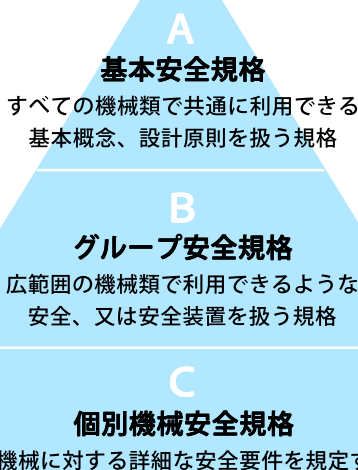 A
基本安全規格
すべての機械類で共通に利用できる
基本概念、設計原則を扱う規格
B
グループ安全規格
広範囲の機械類で利用できるような
安全、又は安全装置を扱う規格
C
個別機械安全規格
機械に対する詳細な安全要件を規定す